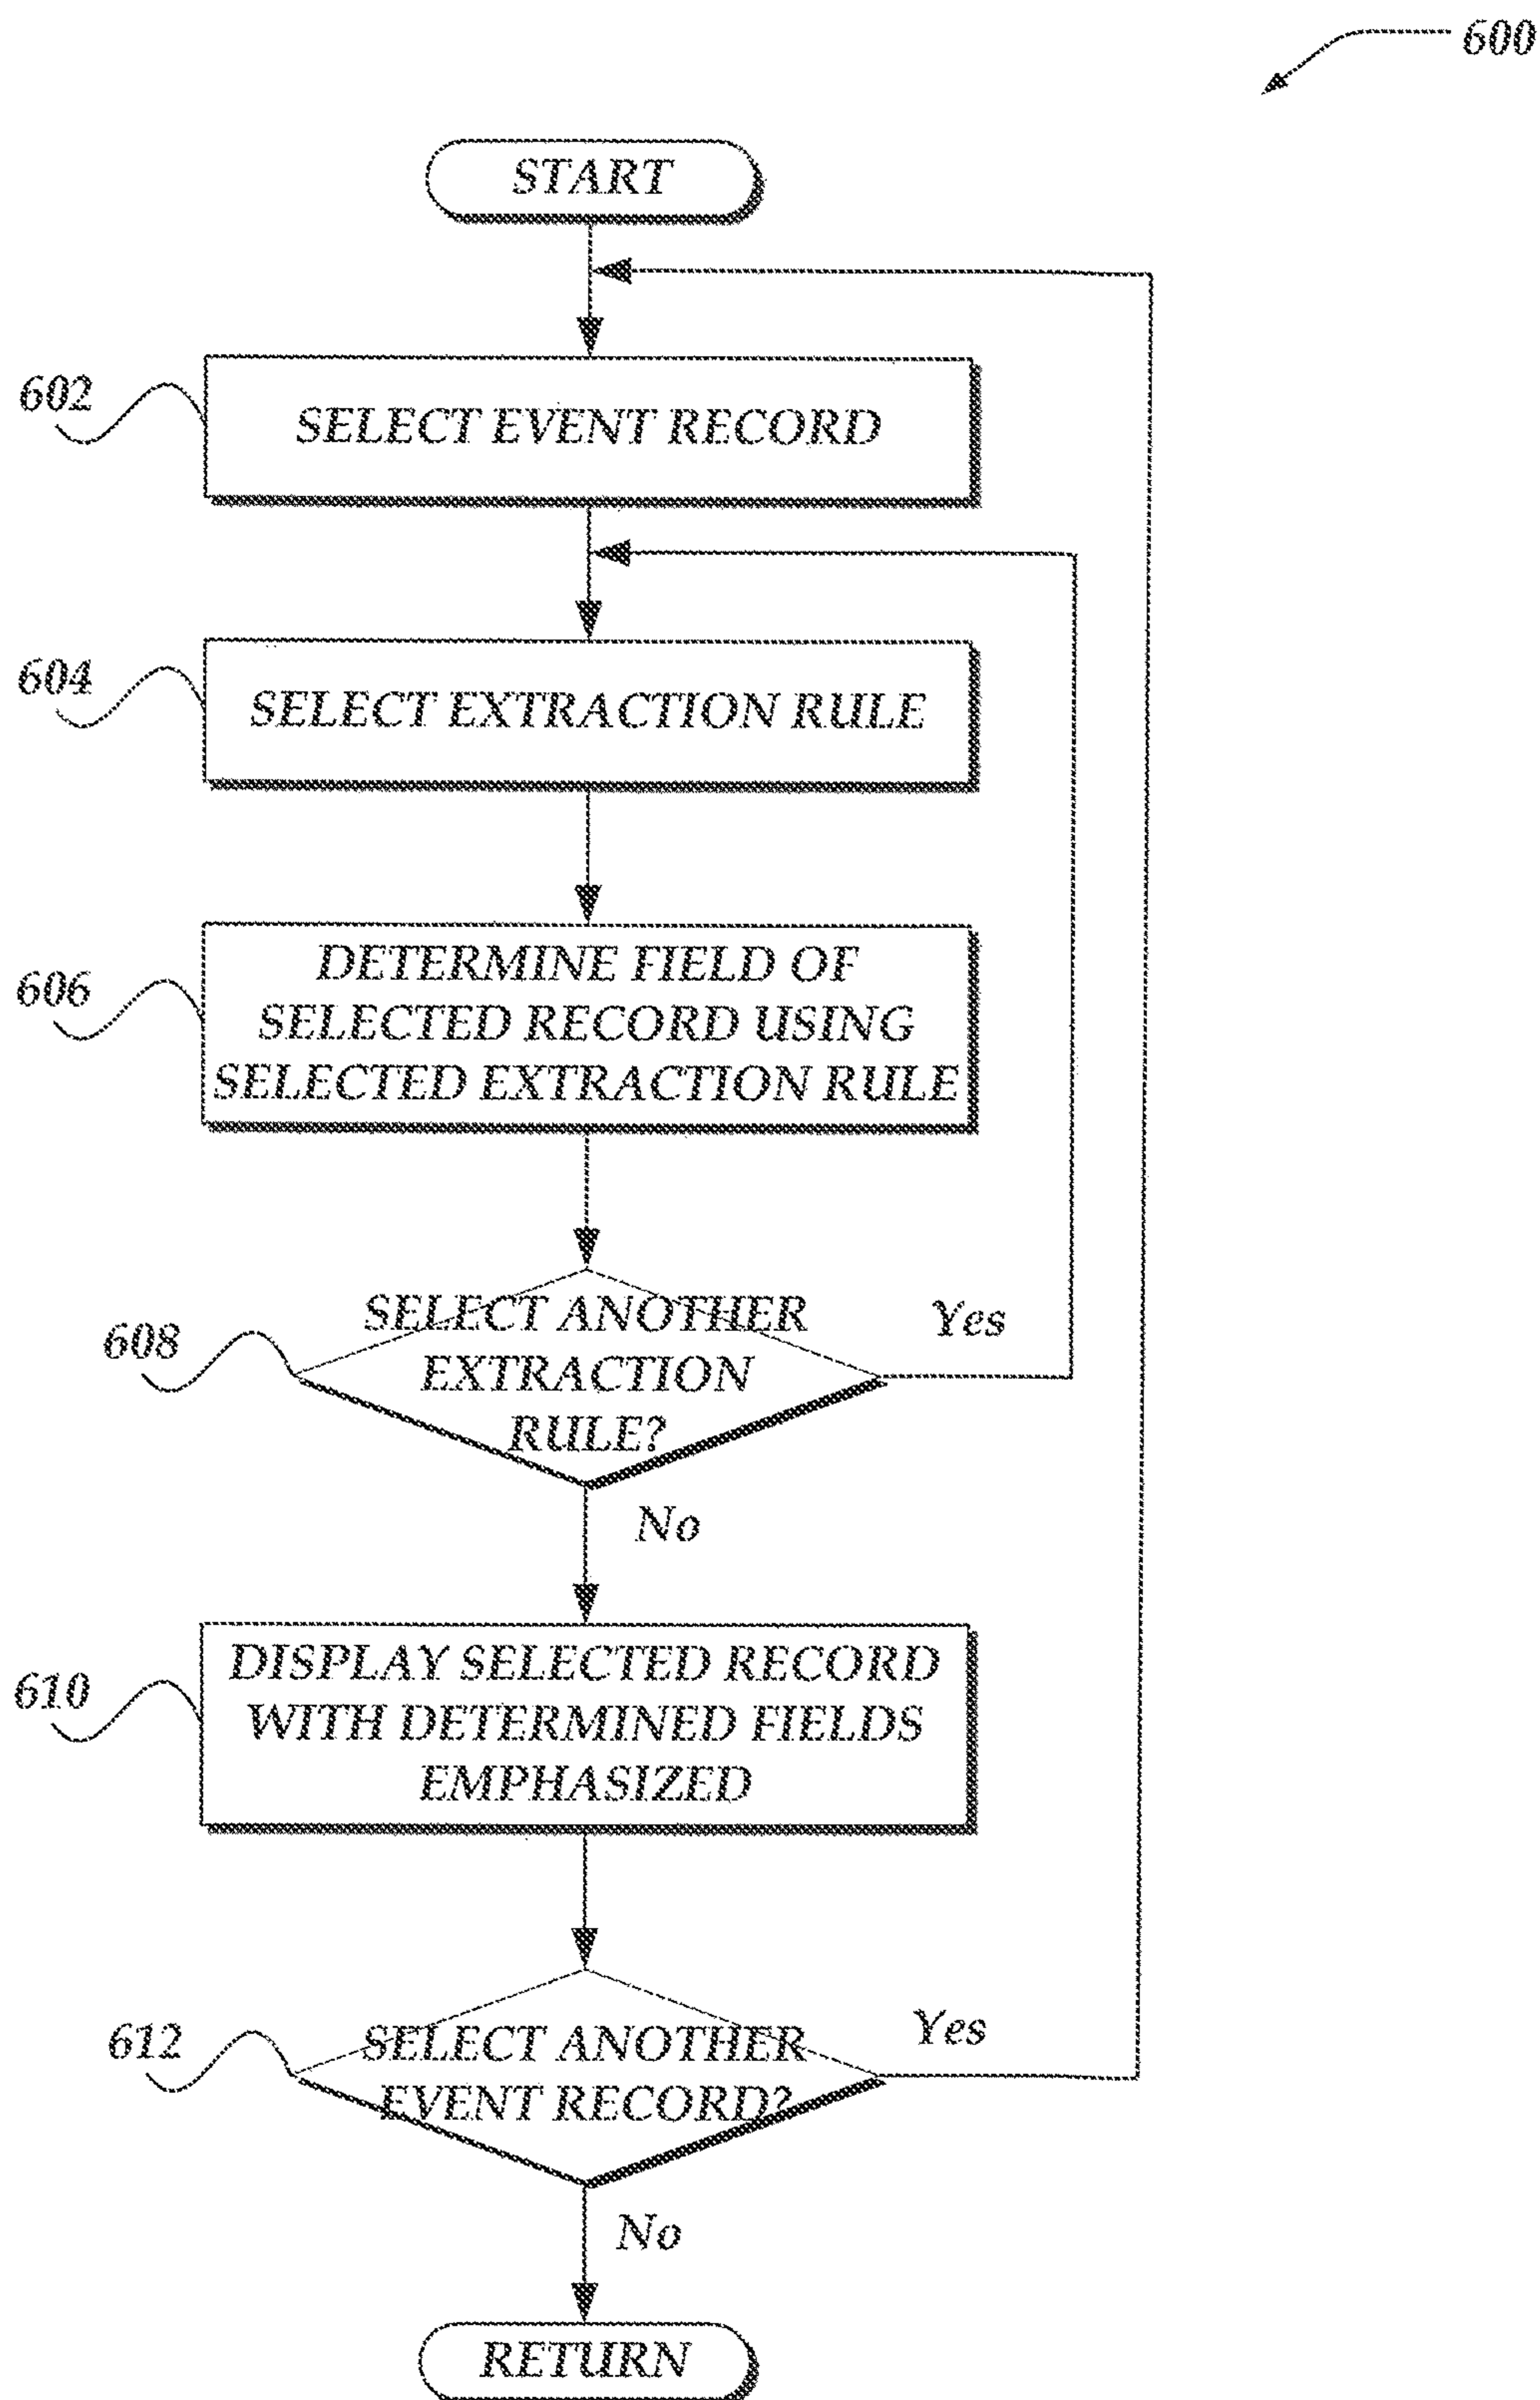 600
START
602
SELECT EVENT RECORD
604
SELECT EXTRACTION RULE
606
DETERMINE FIELD OF
SELECTED RECORD USING
SELECTED EXTRACTION RULE
608
SELECT ANOTHER
EXTRACTION
RULE?
Yes
No
610
DISPLAY SELECTED RECORD
WITH DETERMINED FIELDS
EMPHASIZED
612
SELECT ANOTHER
EVENT RECORD?
Yes
No
RETURN